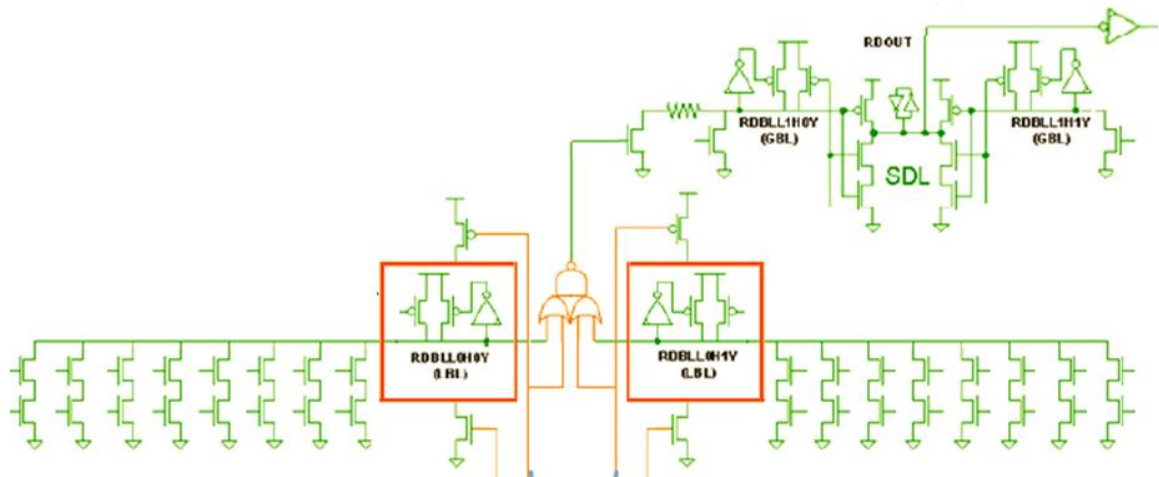 RDOUT
RDBLL1H0Y
(GBL)
RDBLL1H1Y
(GBL)
SDL
RDBLL0H0Y
(LBL)
RDBLL0H1Y
(LBL)